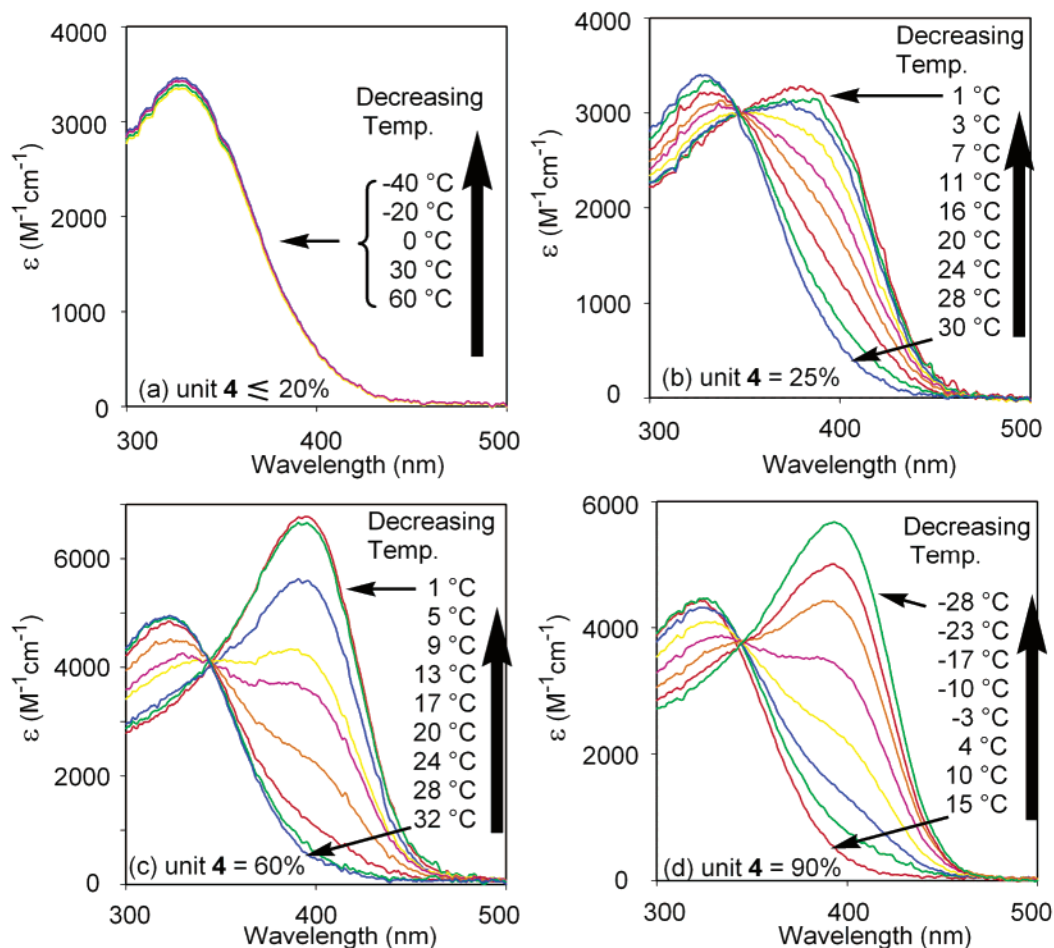 4000
3000
2000
1000
0
300
400
500
ε (M⁻¹cm⁻¹)
Wavelength (nm)
Decreasing
Temp.
-40 °C
-20 °C
0 °C
30 °C
60 °C
(a) unit 4 ≦ 20%
4000
3000
2000
1000
0
300
400
500
ε (M⁻¹cm⁻¹)
Wavelength (nm)
Decreasing
Temp.
1 °C
3 °C
7 °C
11 °C
16 °C
20 °C
24 °C
28 °C
30 °C
(b) unit 4 = 25%
6000
4000
2000
0
300
400
500
ε (M⁻¹cm⁻¹)
Wavelength (nm)
Decreasing
Temp.
1 °C
5 °C
9 °C
13 °C
17 °C
20 °C
24 °C
28 °C
32 °C
(c) unit 4 = 60%
6000
4000
2000
0
300
400
500
ε (M⁻¹cm⁻¹)
Wavelength (nm)
Decreasing
Temp.
-28 °C
-23 °C
-17 °C
-10 °C
-3 °C
4 °C
10 °C
15 °C
(d) unit 4 = 90%